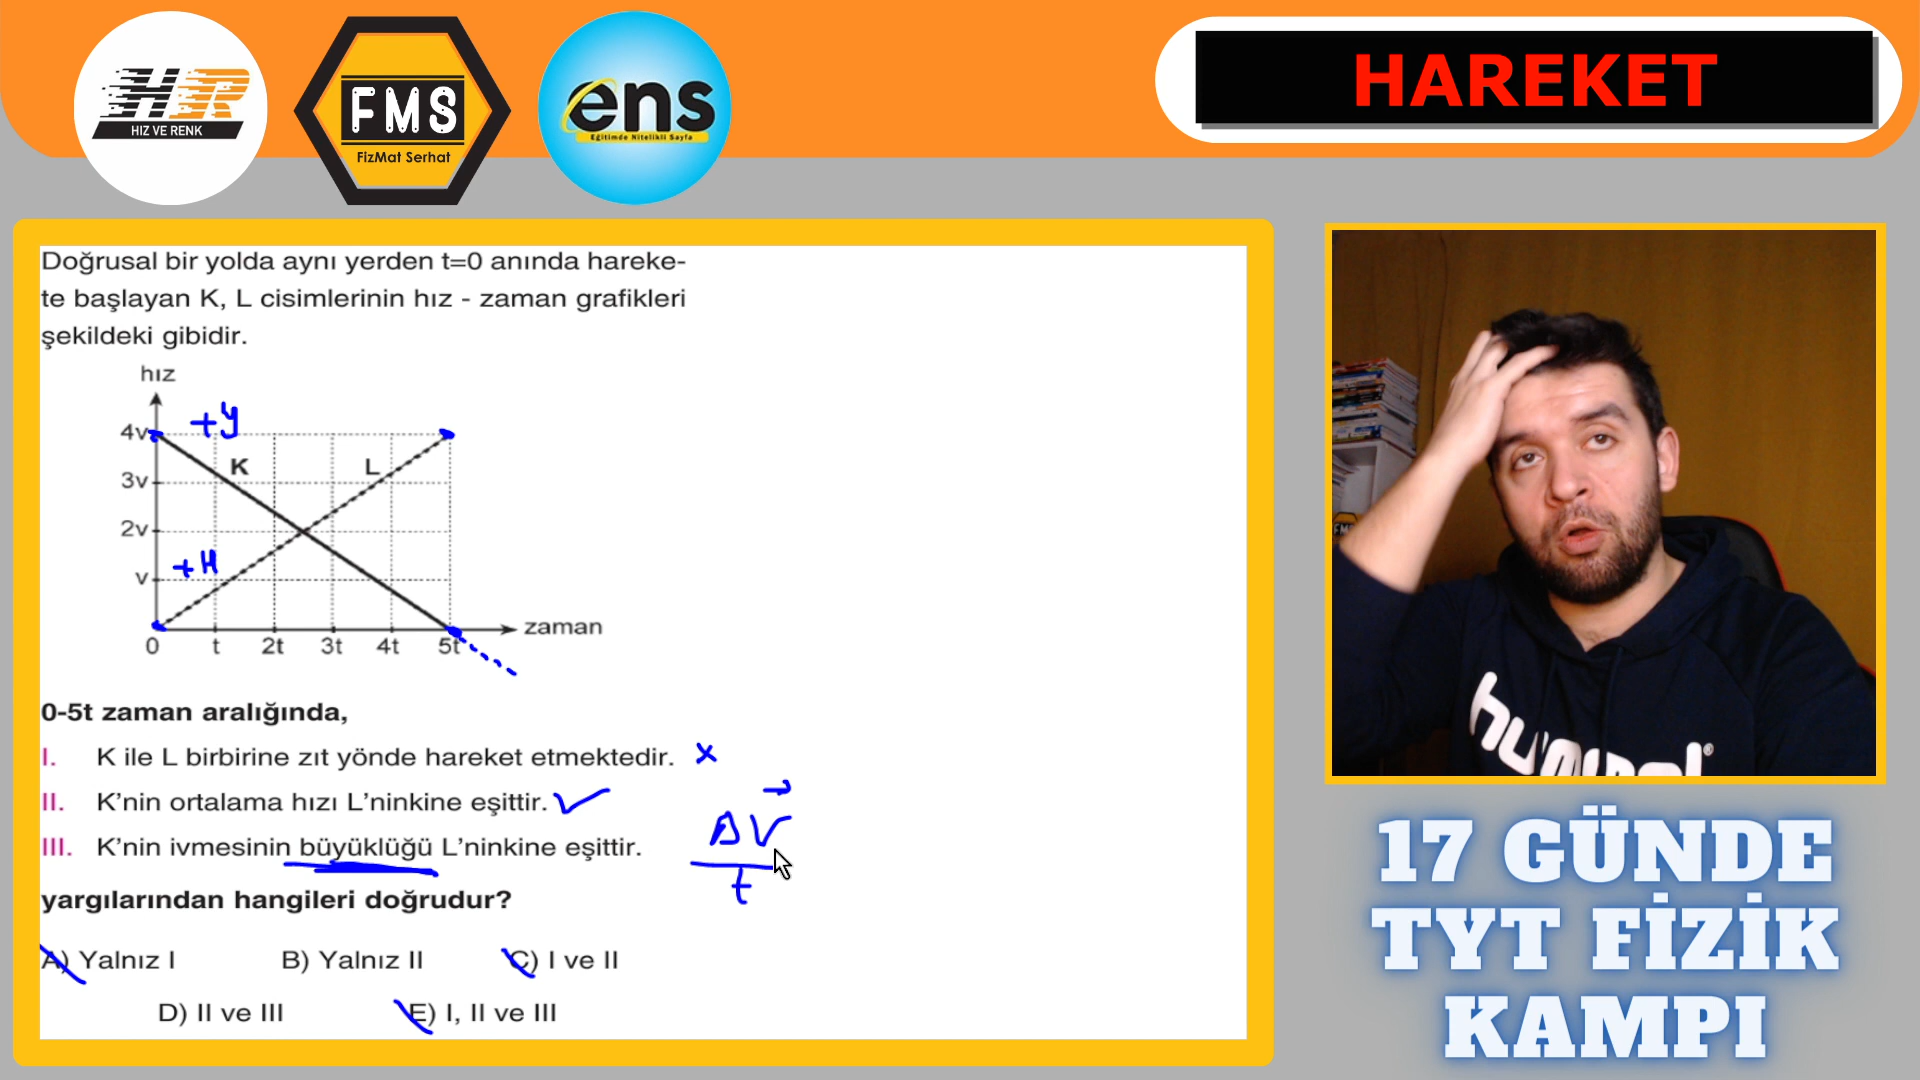 HR
HIZ VE RENK
FMS
FizMat Serhat
ens
Eğitimde Nitelikli Sayfa
HAREKET
Doğrusal bir yolda aynı yerden t=0 anında hareke-
te başlayan K, L cisimlerinin hız - zaman grafikleri
şekildeki gibidir.
hız
4v
+y
3v
K
L
2v
v
+H
0
t
2t
3t
4t
5t
zaman
0-5t zaman aralığında,
I. K ile L birbirine zıt yönde hareket etmektedir. x
II. K'nin ortalama hızı L'ninkine eşittir. ✓
III. K'nin ivmesinin büyüklüğü L'ninkine eşittir.
ΔV
t
yargılarından hangileri doğrudur?
A) Yalnız I B) Yalnız II C) I ve II
D) II ve III E) I, II ve III
hummel®
17 GÜNDE
TYT FİZİK
KAMPI